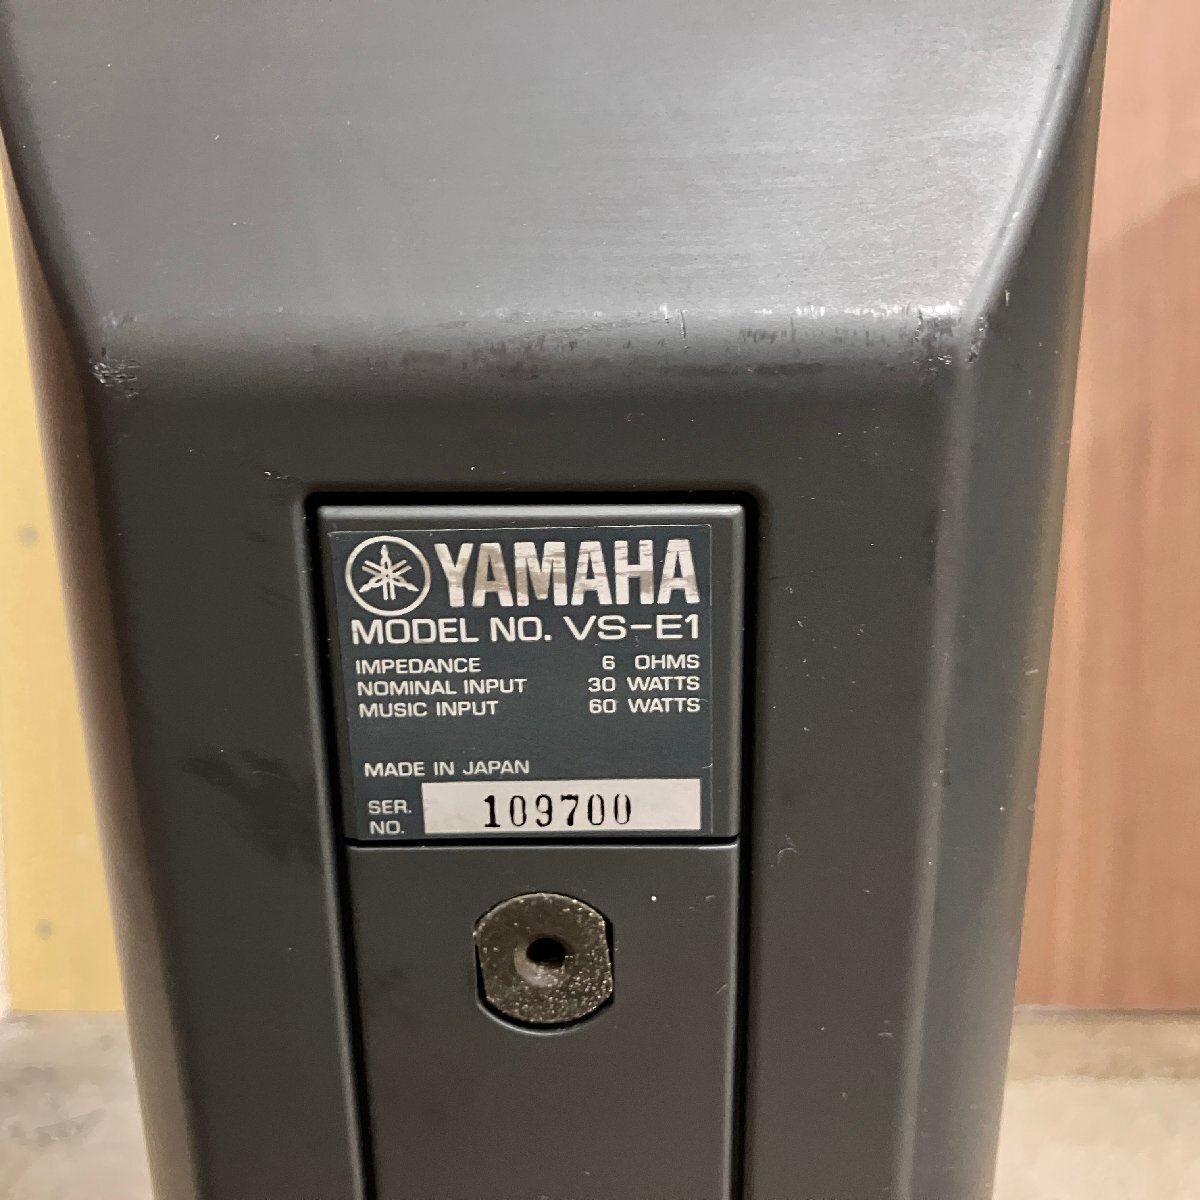 YAMAHA
MODEL NO. VS-E1
IMPEDANCE 6 OHMS
NOMINAL INPUT 30 WATTS
MUSIC INPUT 60 WATTS
MADE IN JAPAN
SER. NO. 109700